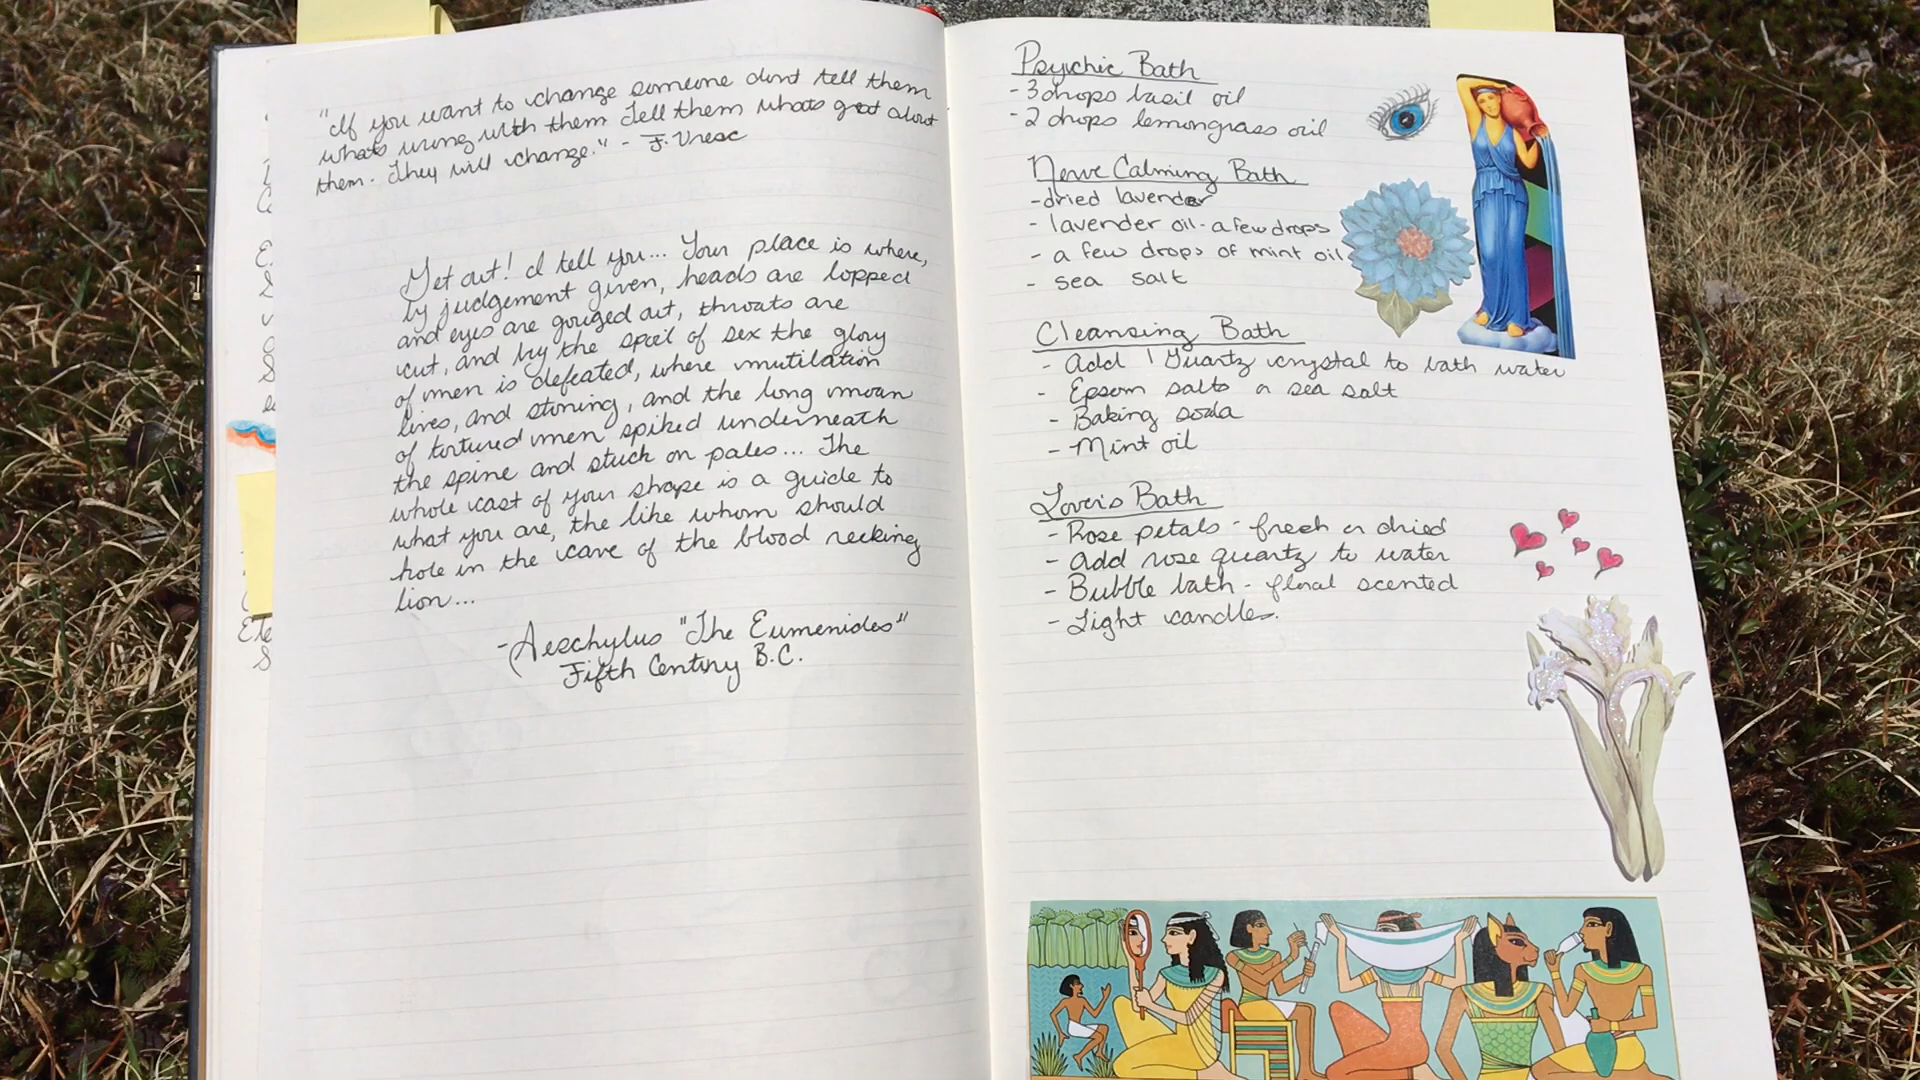 "If you want to change someone dont tell them
whats wrong with them Tell them whats great about
them. They will change." - F. Vresc
Get out! I tell you... Your place is where,
by judgement given, heads are lopped
and eyes are gouged out, throats are
cut, and by the spoil of sex the glory
of men is defeated, where mutilation
lives, and stoning, and the long moan
of tortured men spiked underneath
the spine and stuck on pales... The
whole cast of your shape is a guide to
what you are, the like whom should
hole in the cave of the blood reeking
lion...
-Aeschylus "The Eumenides"
Fifth Century B.C.
Psychic Bath
- 3 drops basil oil
- 2 drops lemongrass oil
Nerve Calming Bath
- dried lavender
- lavender oil - a few drops
- a few drops of mint oil
- sea salt
Cleansing Bath
- Add 1 Quartz crystal to bath water
- Epsom salts or sea salt
- Baking soda
- Mint oil
Lover's Bath
- Rose petals - fresh or dried
- Add rose quartz to water
- Bubble bath - floral scented
- Light candles.